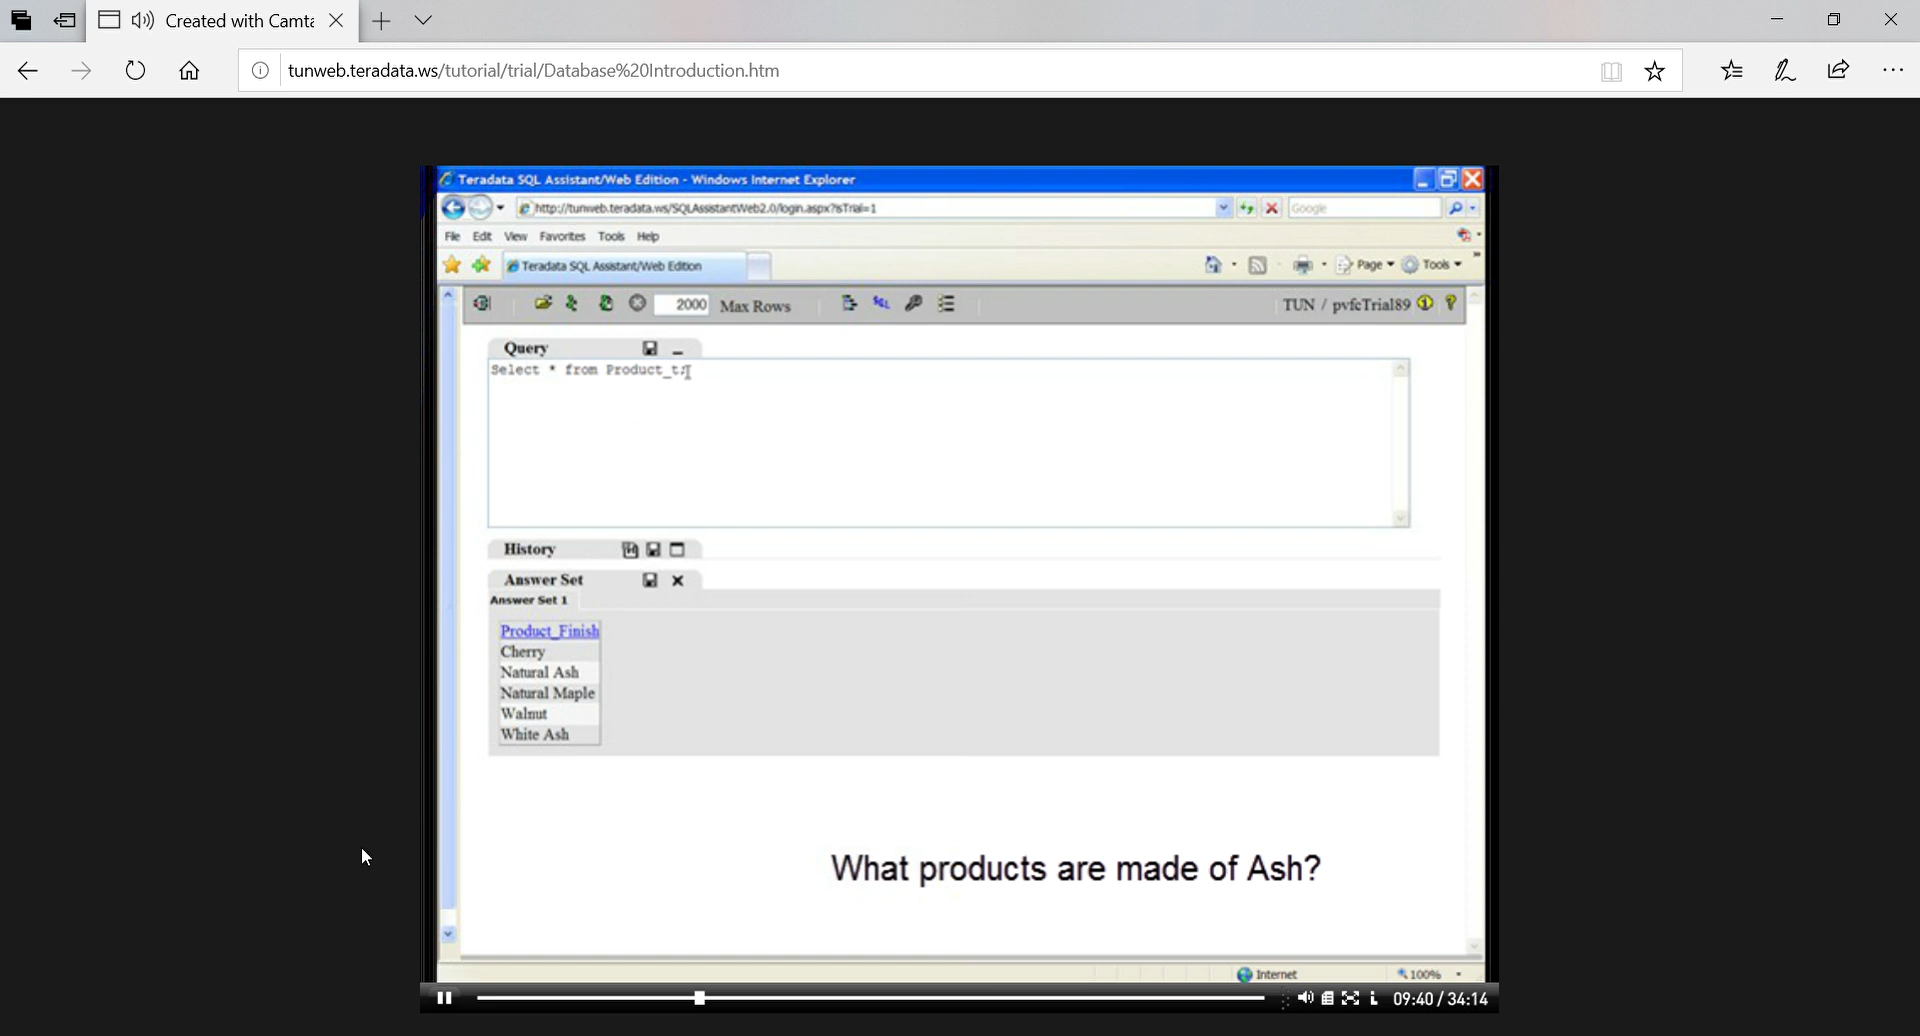 Created with Camta
tunweb.teradata.ws/tutorial/trial/Database%20Introduction.htm
Teradata SQL Assistant/Web Edition - Windows Internet Explorer
http://tunweb.teradata.ws/SQLAssistantWeb2.0/login.aspx?isTrial=1
Google
File Edit View Favorites Tools Help
Teradata SQL Assistant/Web Edition
Page Tools
2000 Max Rows
SQL
TUN / pvfcTrial89
Query
Select * from Product_t;
History
Answer Set
Answer Set 1
Product_Finish
Cherry
Natural Ash
Natural Maple
Walnut
White Ash
What products are made of Ash?
Internet
100%
09:40 / 34:14